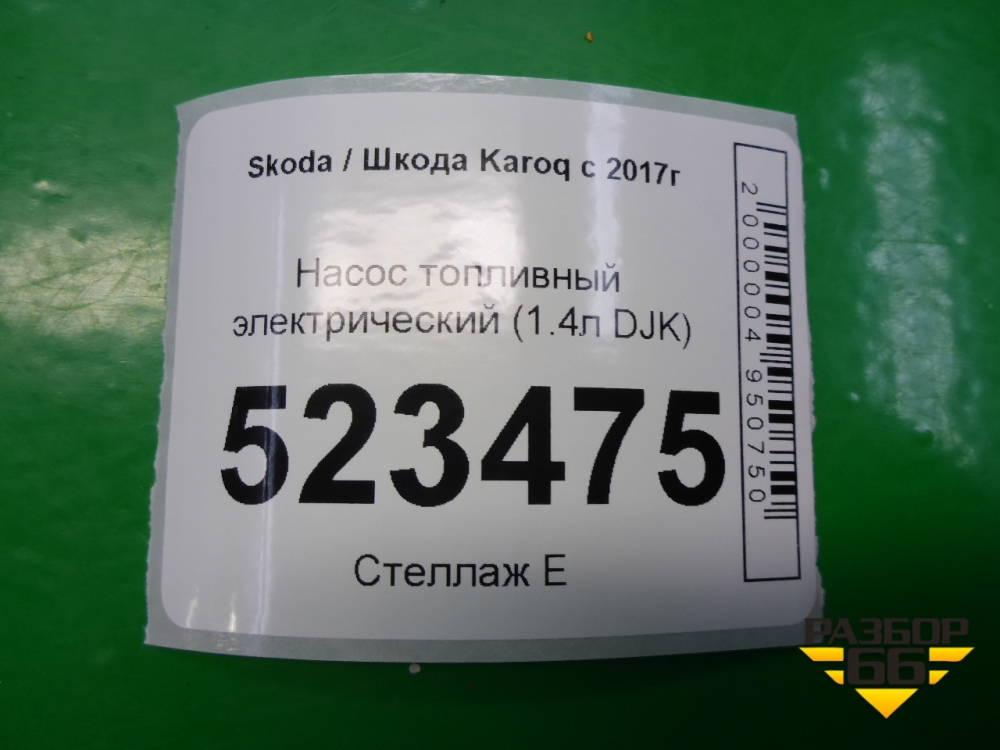 Skoda / Шкода Karoq с 2017г
Насос топливный
электрический (1.4л DJK)
523475
Стеллаж Е
2000004950750
РАЗБОР
66